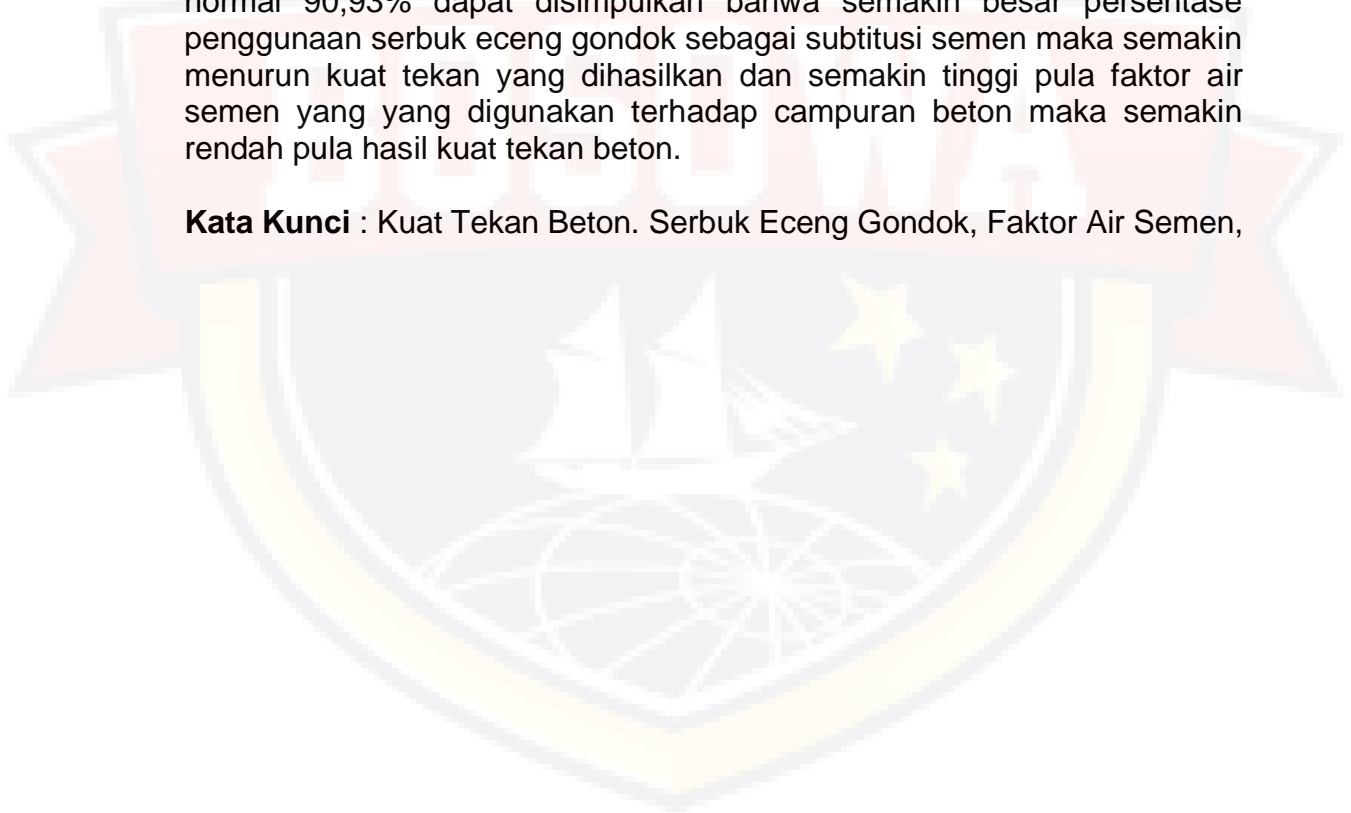 normal 90,93% dapat disimpulkan bahwa semakin besar persentase
penggunaan serbuk eceng gondok sebagai subtitusi semen maka semakin
menurun kuat tekan yang dihasilkan dan semakin tinggi pula faktor air
semen yang yang digunakan terhadap campuran beton maka semakin
rendah pula hasil kuat tekan beton.
Kata Kunci : Kuat Tekan Beton. Serbuk Eceng Gondok, Faktor Air Semen,
BOSOWA